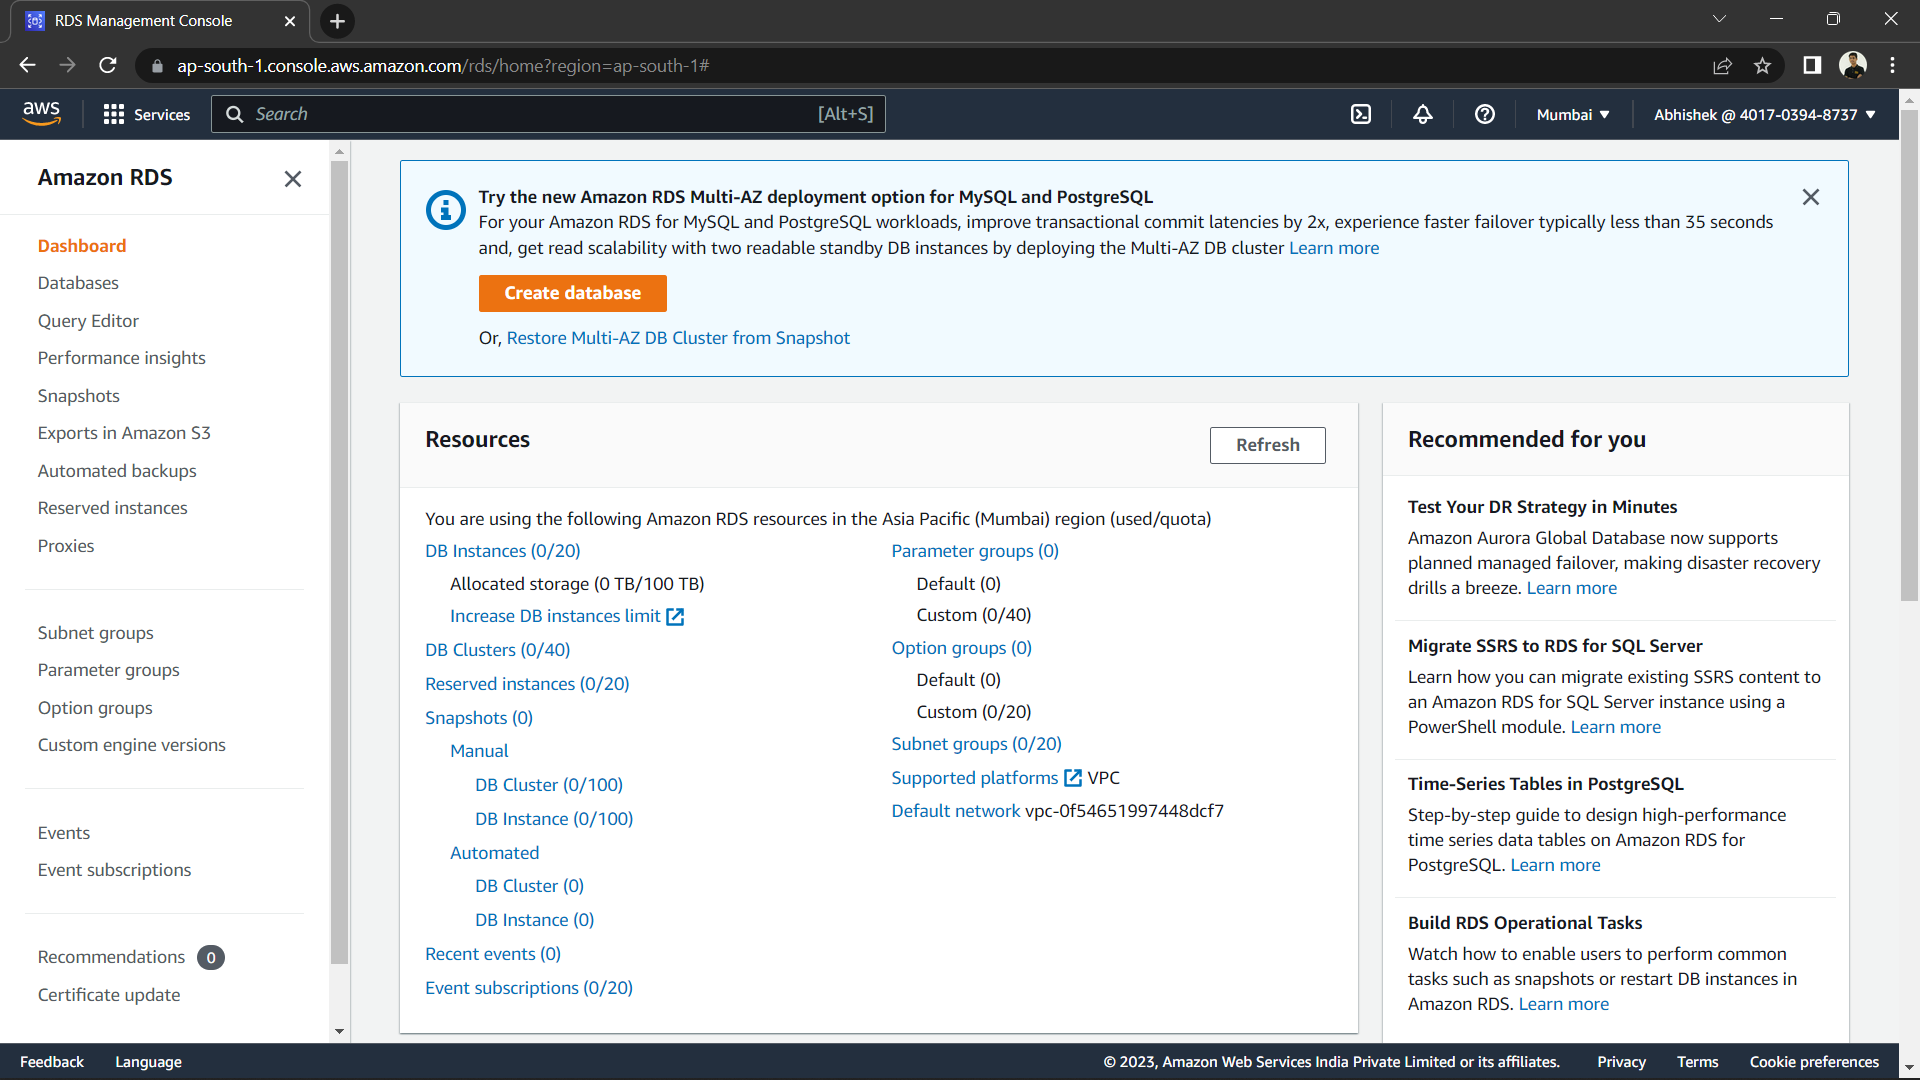 RDS Management Console
ap-south-1.console.aws.amazon.com/rds/home?region=ap-south-1#
aws
Services
Search
[Alt+S]
Mumbai
Abhishek @ 4017-0394-8737
Amazon RDS
Dashboard
Databases
Query Editor
Performance insights
Snapshots
Exports in Amazon S3
Automated backups
Reserved instances
Proxies
Subnet groups
Parameter groups
Option groups
Custom engine versions
Events
Event subscriptions
Recommendations 0
Certificate update
Try the new Amazon RDS Multi-AZ deployment option for MySQL and PostgreSQL
For your Amazon RDS for MySQL and PostgreSQL workloads, improve transactional commit latencies by 2x, experience faster failover typically less than 35 seconds
and, get read scalability with two readable standby DB instances by deploying the Multi-AZ DB cluster Learn more
Create database
Or, Restore Multi-AZ DB Cluster from Snapshot
Resources
Refresh
You are using the following Amazon RDS resources in the Asia Pacific (Mumbai) region (used/quota)
DB Instances (0/20)
Allocated storage (0 TB/100 TB)
Increase DB instances limit
DB Clusters (0/40)
Reserved instances (0/20)
Snapshots (0)
Manual
DB Cluster (0/100)
DB Instance (0/100)
Automated
DB Cluster (0)
DB Instance (0)
Recent events (0)
Event subscriptions (0/20)
Parameter groups (0)
Default (0)
Custom (0/40)
Option groups (0)
Default (0)
Custom (0/20)
Subnet groups (0/20)
Supported platforms VPC
Default network vpc-0f54651997448dcf7
Recommended for you
Test Your DR Strategy in Minutes
Amazon Aurora Global Database now supports
planned managed failover, making disaster recovery
drills a breeze. Learn more
Migrate SSRS to RDS for SQL Server
Learn how you can migrate existing SSRS content to
an Amazon RDS for SQL Server instance using a
PowerShell module. Learn more
Time-Series Tables in PostgreSQL
Step-by-step guide to design high-performance
time series data tables on Amazon RDS for
PostgreSQL. Learn more
Build RDS Operational Tasks
Watch how to enable users to perform common
tasks such as snapshots or restart DB instances in
Amazon RDS. Learn more
Feedback
Language
© 2023, Amazon Web Services India Private Limited or its affiliates.
Privacy
Terms
Cookie preferences